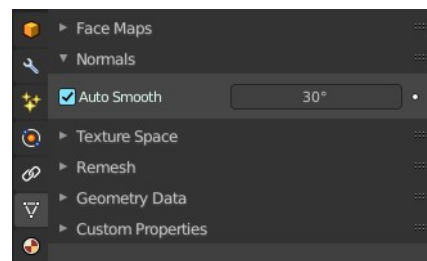 Face Maps
Normals
Auto Smooth 30°
Texture Space
Remesh
Geometry Data
Custom Properties